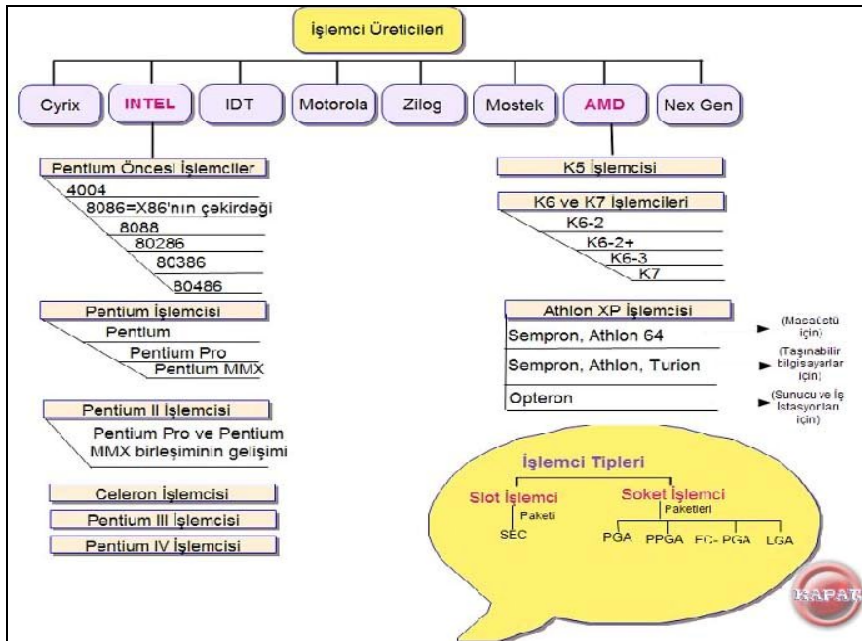 İşlemci Üreticileri
Cyrix
INTEL
IDT
Motorola
Zilog
Mostek
AMD
Nex Gen
Pentium Öncesi İşlemciler
4004
8086=X86'nın çekirdeği
8088
80286
80386
80486
Pentium İşlemcisi
Pentium
Pentium Pro
Pentium MMX
Pentium II İşlemcisi
Pentium Pro ve Pentium
MMX birleşiminin gelişimi
Celeron İşlemcisi
Pentium III İşlemcisi
Pentium IV İşlemcisi
K5 İşlemcisi
K6 ve K7 İşlemcileri
K6-2
K6-2+
K6-3
K7
Athlon XP İşlemcisi
Sempron, Athlon 64
(Masaüstü
için)
Sempron, Athlon, Turion
(Taşınabilir
bilgisayarlar
için)
Opteron
(Sunucu ve İş
İstasyonları
için)
İşlemci Tipleri
Slot İşlemci
Paketi
SEC
Soket İşlemci
Paketleri
PGA
PPGA
FC- PGA
LGA
KAPAT